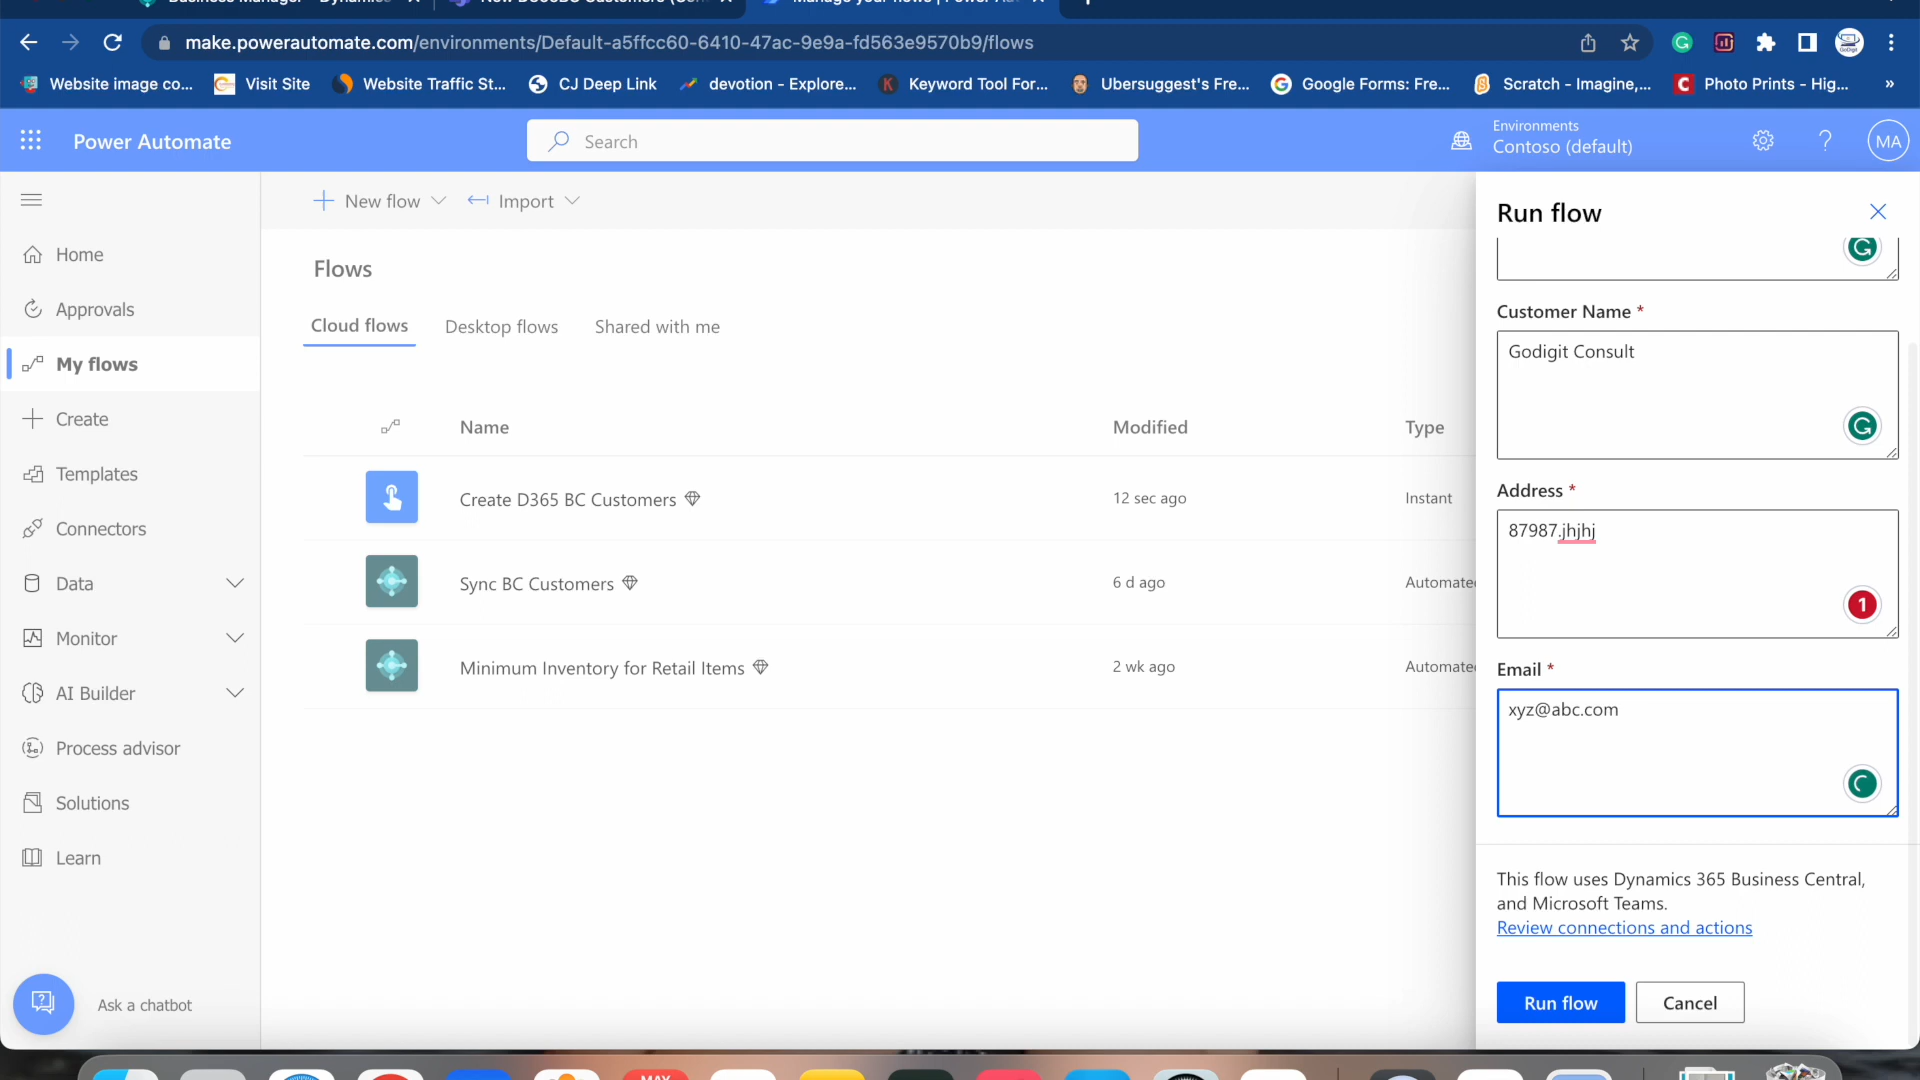 make.powerautomate.com/environments/Default-a5ffcc60-6410-47ac-9e9a-fd563e9570b9/flows
Website image co...
Visit Site
Website Traffic St...
CJ Deep Link
devotion - Explore...
Keyword Tool For...
Ubersuggest's Fre...
Google Forms: Fre...
Scratch - Imagine,...
Photo Prints - Hig...
»
Power Automate
Search
Environments
Contoso (default)
?
MA
New flow
Import
Run flow
Home
Approvals
My flows
Create
Templates
Connectors
Data
Monitor
AI Builder
Process advisor
Solutions
Learn
Ask a chatbot
Flows
Cloud flows
Desktop flows
Shared with me
Name
Modified
Type
Create D365 BC Customers
12 sec ago
Instant
Sync BC Customers
6 d ago
Automated
Minimum Inventory for Retail Items
2 wk ago
Automated
Customer Name *
Godigit Consult
Address *
87987.jhjhj
1
Email *
xyz@abc.com
This flow uses Dynamics 365 Business Central,
and Microsoft Teams.
Review connections and actions
Run flow
Cancel
MAY